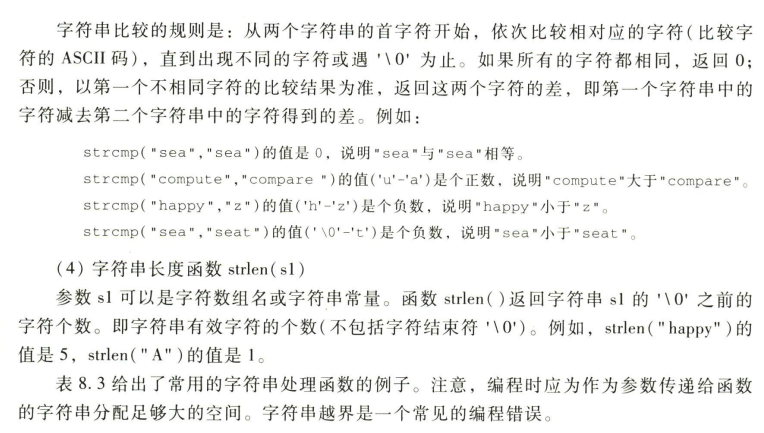 字符串比较的规则是：从两个字符串的首字符开始，依次比较相对应的字符(比较字
符的 ASCII 码)，直到出现不同的字符或遇 '\0' 为止。如果所有的字符都相同，返回 0；
否则，以第一个不相同字符的比较结果为准，返回这两个字符的差，即第一个字符串中的
字符减去第二个字符串中的字符得到的差。例如：
strcmp("sea","sea")的值是 0，说明"sea"与"sea"相等。
strcmp("compute","compare ")的值('u'-'a')是个正数，说明"compute"大于"compare"。
strcmp("happy","z")的值('h'-'z')是个负数，说明"happy"小于"z"。
strcmp("sea","seat")的值('\0'-'t')是个负数，说明"sea"小于"seat"。
(4) 字符串长度函数 strlen(s1)
参数 s1 可以是字符数组名或字符串常量。函数 strlen()返回字符串 s1 的 '\0' 之前的
字符个数。即字符串有效字符的个数(不包括字符结束符 '\0')。例如，strlen("happy")的
值是 5，strlen("A")的值是 1。
表 8.3 给出了常用的字符串处理函数的例子。注意，编程时应为作为参数传递给函数
的字符串分配足够大的空间。字符串越界是一个常见的编程错误。